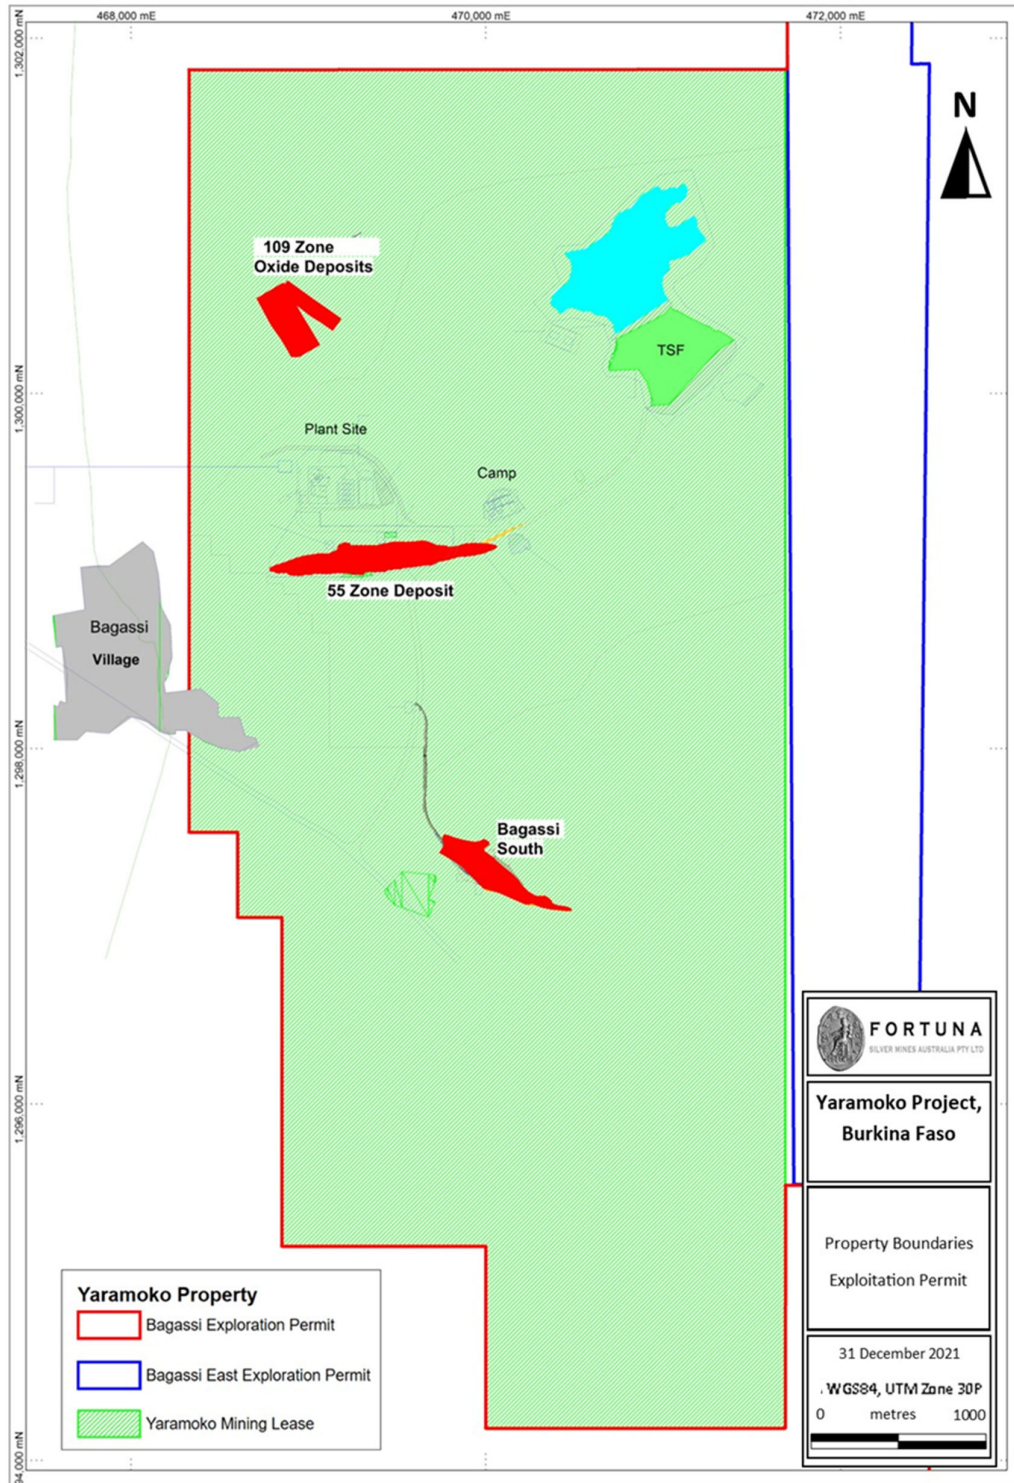 468,000 mE
470,000 mE
472,000 mE
1,302,000 mN
N
109 Zone
Oxide Deposits
TSF
1,300,000 mN
Plant Site
Camp
55 Zone Deposit
Bagassi
Village
1,298,000 mN
Bagassi
South
1,296,000 mN
FORTUNA
SILVER MINES AUSTRALIA PTY LTD
Yaramoko Project,
Burkina Faso
Property Boundaries
Exploitation Permit
31 December 2021
WGS84, UTM Zone 30P
0 metres 1000
Yaramoko Property
Bagassi Exploration Permit
Bagassi East Exploration Permit
Yaramoko Mining Lease
94,000 mN